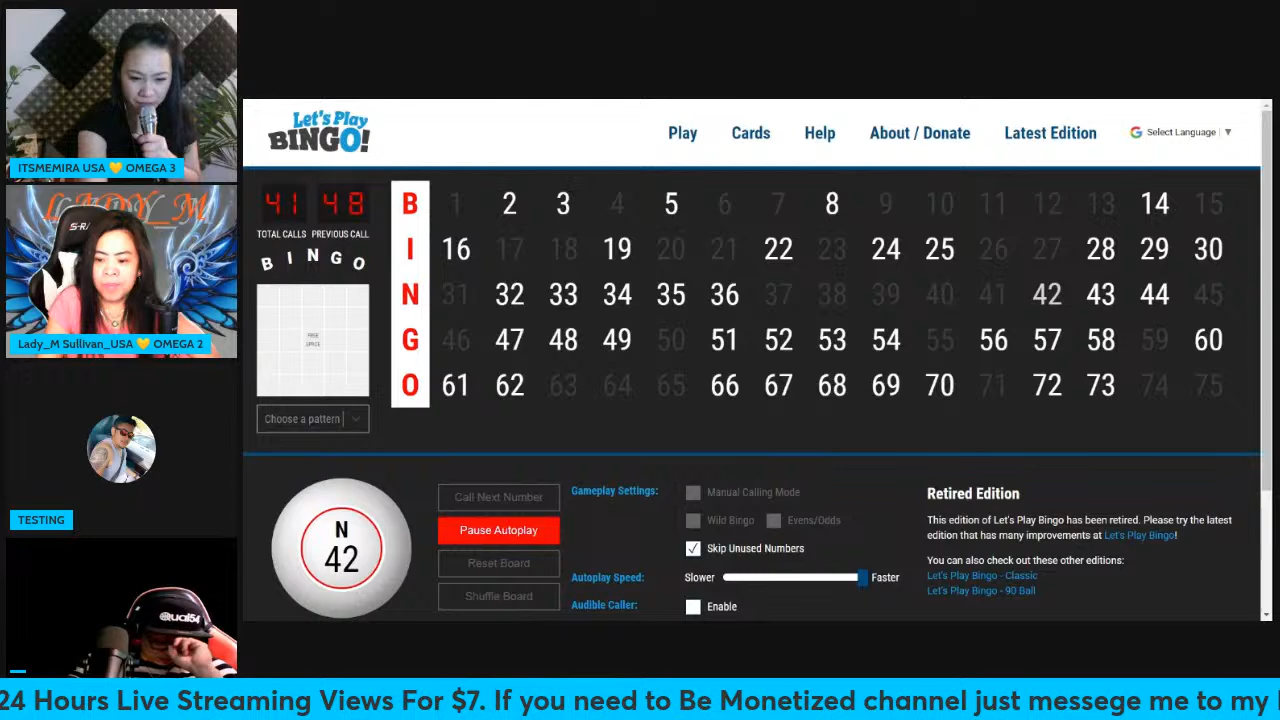 LADY_M
S-RA
ITSMEMIRA USA 💛 OMEGA 3
Lady_M Sullivan_USA 💛 OMEGA 2
TESTING
Qual54
Let's Play
BINGO!
Play Cards Help About / Donate Latest Edition
G Select Language ▼
41 48
TOTAL CALLS PREVIOUS CALL
B I N G O
FREE
SPACE
Choose a pattern
B 1 2 3 4 5 6 7 8 9 10 11 12 13 14 15
I 16 17 18 19 20 21 22 23 24 25 26 27 28 29 30
N 31 32 33 34 35 36 37 38 39 40 41 42 43 44 45
G 46 47 48 49 50 51 52 53 54 55 56 57 58 59 60
O 61 62 63 64 65 66 67 68 69 70 71 72 73 74 75
N
42
Call Next Number
Pause Autoplay
Reset Board
Shuffle Board
Gameplay Settings:
Manual Calling Mode
Wild Bingo Evens/Odds
Skip Unused Numbers
Autoplay Speed: Slower Faster
Audible Caller: Enable
Retired Edition
This edition of Let's Play Bingo has been retired. Please try the latest
edition that has many improvements at Let's Play Bingo!
You can also check out these other editions:
Let's Play Bingo - Classic
Let's Play Bingo - 90 Ball
24 Hours Live Streaming Views For $7. If you need to Be Monetized channel just messege me to my